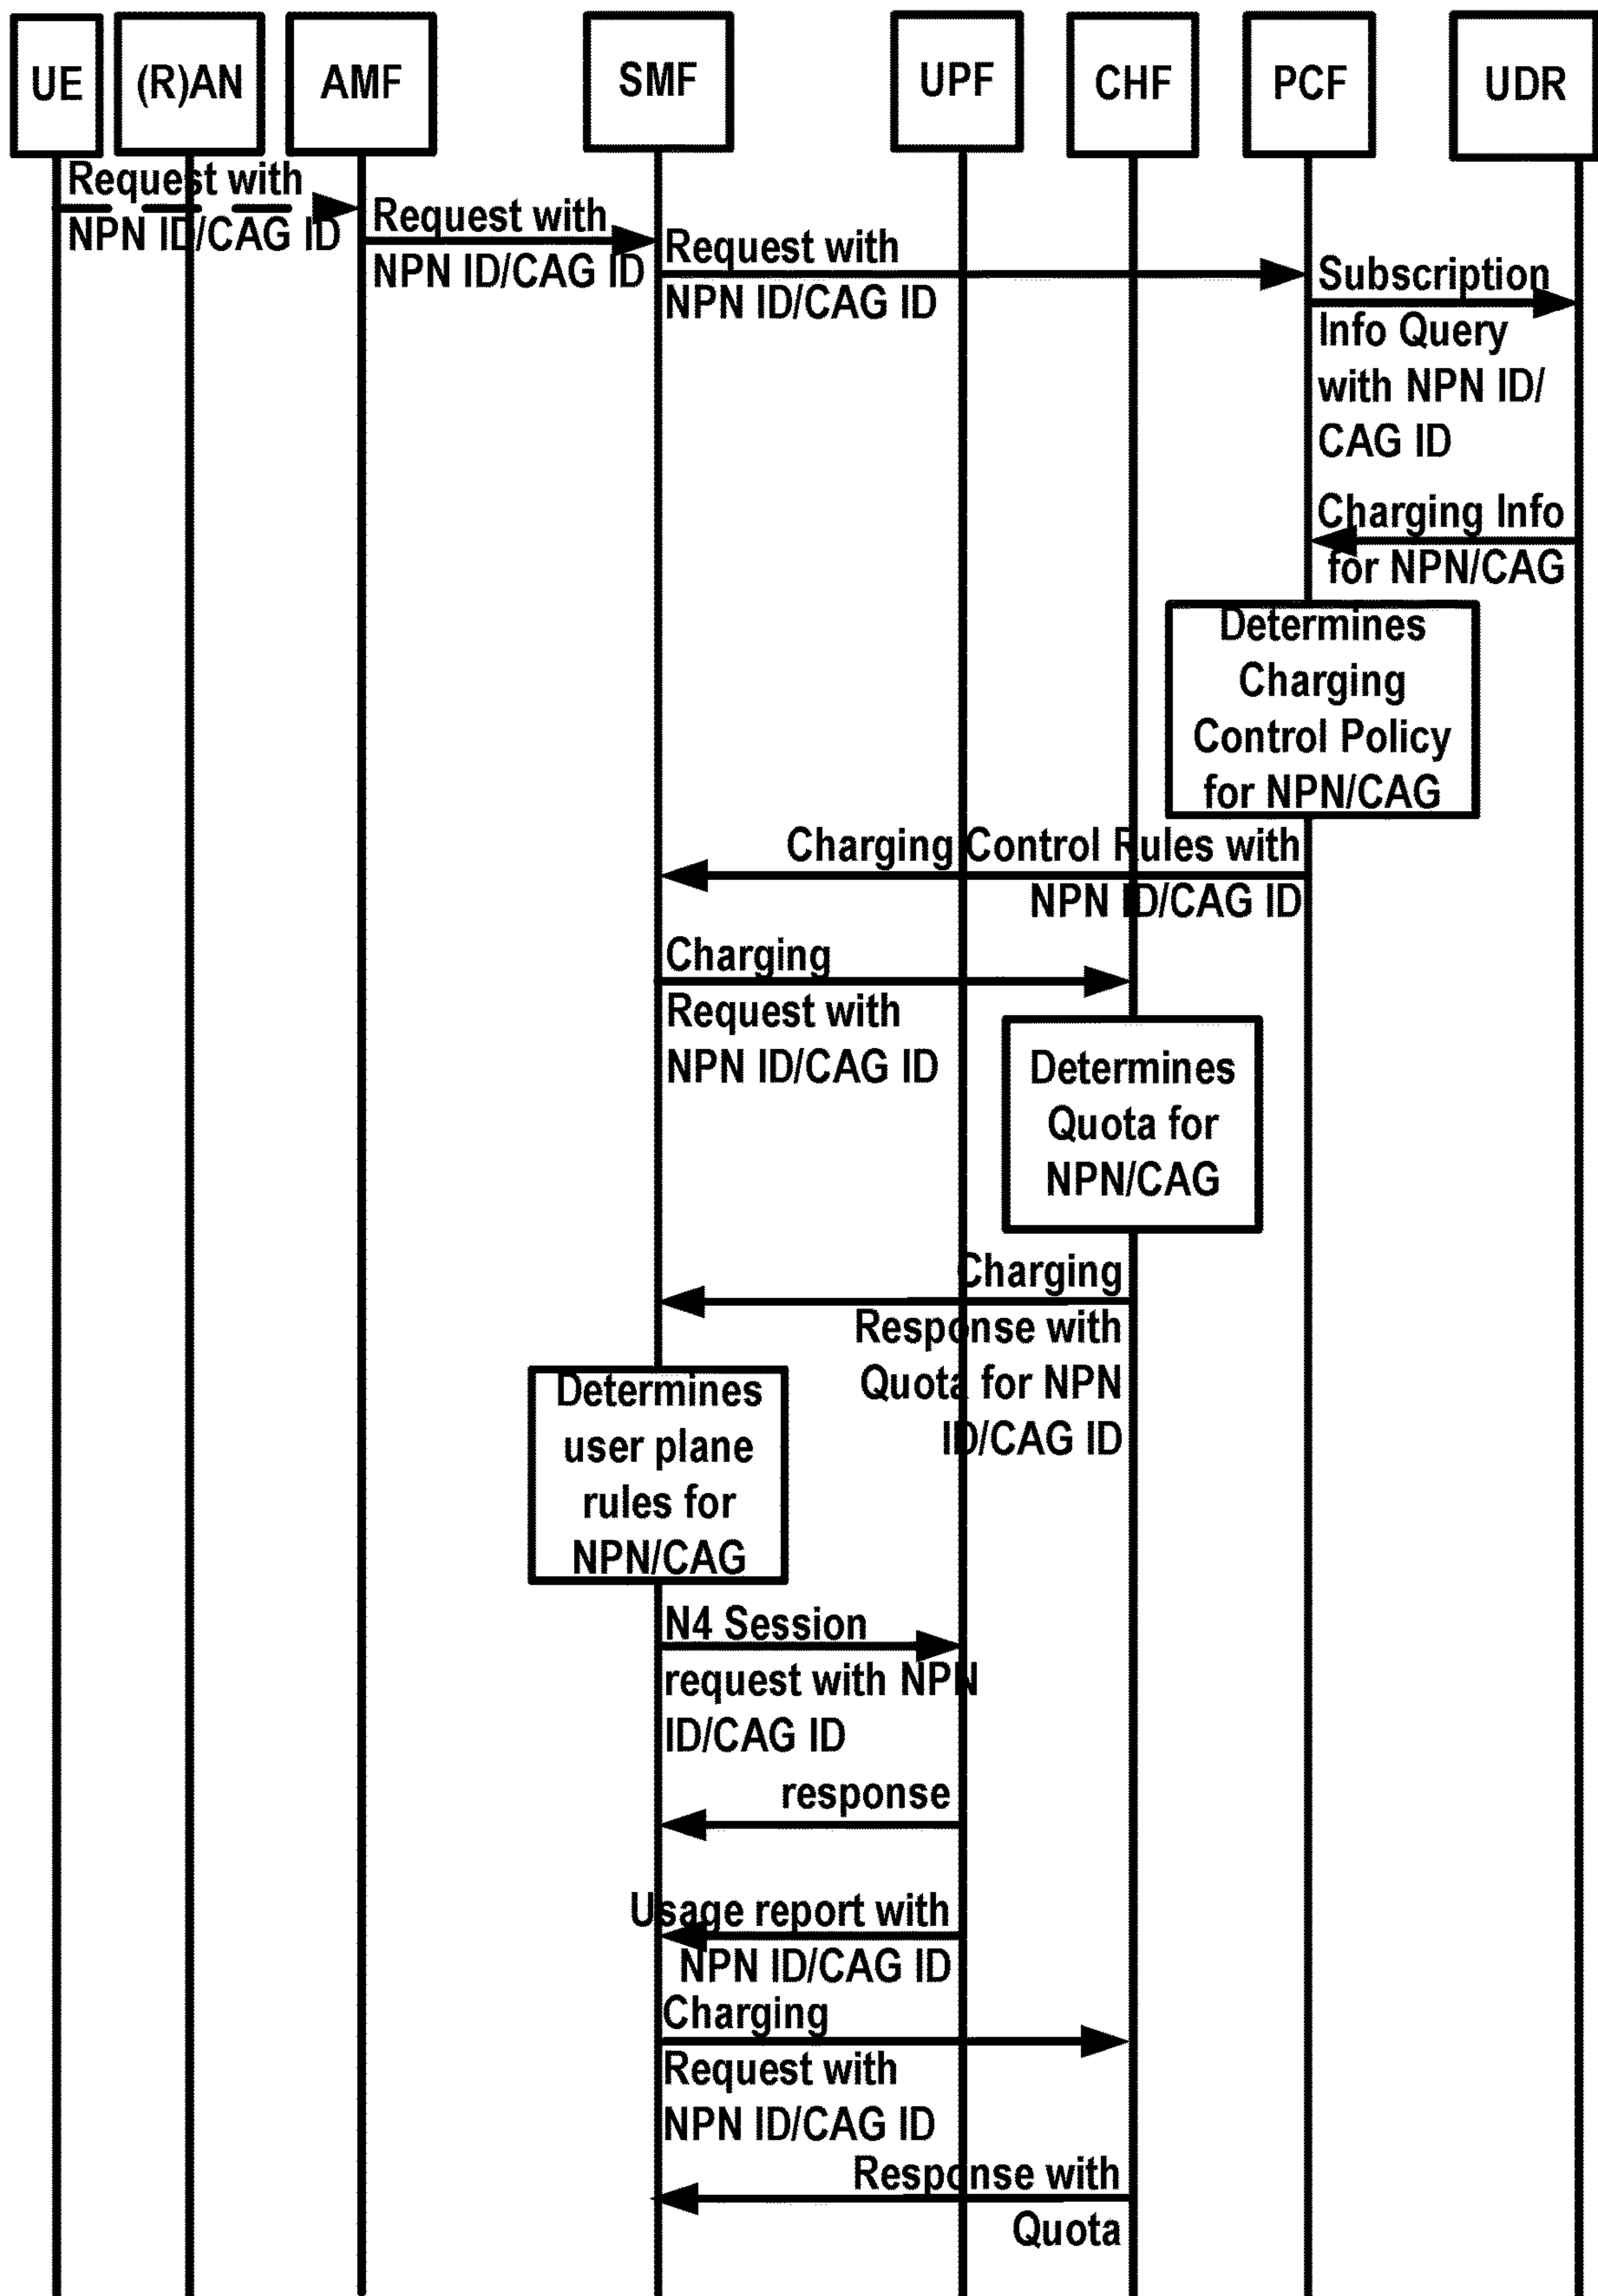 UE
(R)AN
AMF
SMF
UPF
CHF
PCF
UDR
Request with
NPN ID/CAG ID
Request with
NPN ID/CAG ID
Request with
NPN ID/CAG ID
Subscription
Info Query
with NPN ID/
CAG ID
Charging Info
for NPN/CAG
Determines
Charging
Control Policy
for NPN/CAG
Charging Control Rules with
NPN ID/CAG ID
Charging
Request with
NPN ID/CAG ID
Determines
Quota for
NPN/CAG
Charging
Response with
Quota for NPN
ID/CAG ID
Determines
user plane
rules for
NPN/CAG
N4 Session
request with NPN
ID/CAG ID
response
Usage report with
NPN ID/CAG ID
Charging
Request with
NPN ID/CAG ID
Response with
Quota